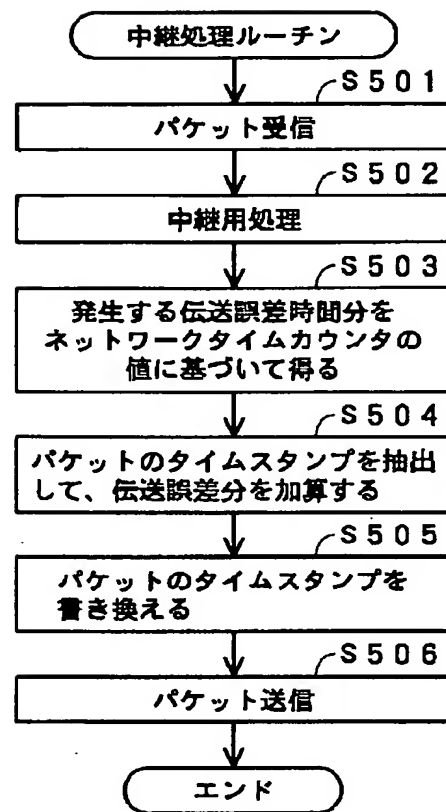 中継処理ルーチン
S501
パケット受信
S502
中継用処理
S503
発生する伝送誤差時間分を
ネットワークタイムカウンタの
値に基づいて得る
S504
パケットのタイムスタンプを抽出
して、伝送誤差分を加算する
S505
パケットのタイムスタンプを
書き換える
S506
パケット送信
エンド